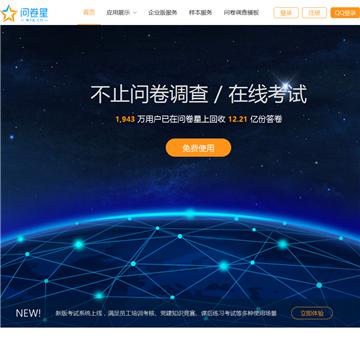 问卷星
首页 应用展示 企业版服务 样本服务 问卷调查模板 登录 注册 QQ登录
不止问卷调查 / 在线考试
1,943 万用户已在问卷星上回收 12.21 亿份答卷
免费使用
NEW! 新版考试系统上线，满足员工培训考核、党建知识竞赛、课后练习考试等多种使用场景 立即体验